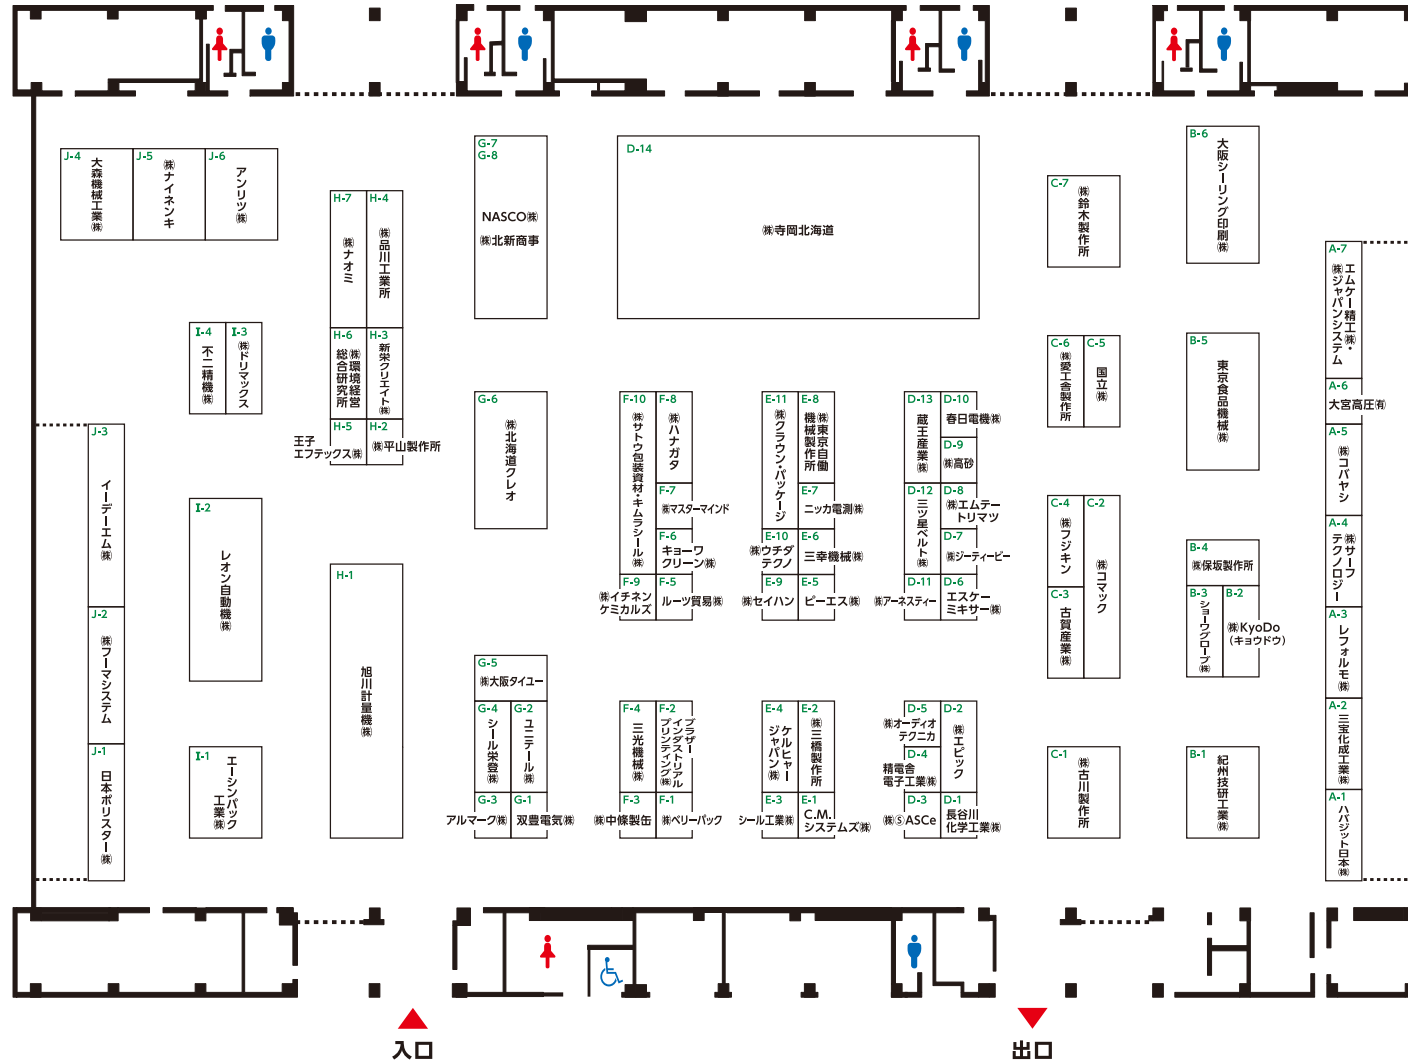 J-4
大森機械工業㈱
J-5
㈱ナイネンキ
J-6
アンリツ㈱
H-7
㈱ナオミ
H-4
㈱品川工業所
G-7
G-8
NASCO㈱
㈱北新商事
D-14
㈱寺岡北海道
C-7
㈱鈴木製作所
B-6
大阪シーリング印刷㈱
A-7
エムケー精工㈱・
㈱ジャパンシステム
I-4
不二精機㈱
I-3
㈱ドリマックス
H-6
㈱環境経営
総合研究所
H-3
新栄クリエイト㈱
H-5
王子
エフテックス㈱
H-2
㈱平山製作所
G-6
㈱北海道クレオ
F-10
㈱サトウ包装資材・キムラシール㈱
F-8
㈱ハナガタ
F-7
㈱マスターマインド
F-6
キョーワ
クリーン㈱
F-9
㈱イチネン
ケミカルズ
F-5
ルーツ貿易㈱
E-11
㈱クラウン・パッケージ
E-8
㈱東京自働
機械製作所
E-7
ニッカ電測㈱
E-10
㈱ウチダ
テクノ
E-6
三幸機械㈱
E-9
㈱セイハン
E-5
ピーエス㈱
D-13
蔵王産業㈱
D-10
春日電機㈱
D-9
㈱高砂
D-12
三ツ星ベルト㈱
D-8
㈱エムテー
トリマツ
D-7
㈱ジーティーピー
D-11
㈱アーネスティー
D-6
エスケー
ミキサー㈱
C-6
㈱愛工舎製作所
C-5
国立㈱
B-5
東京食品機械㈱
A-6
大宮高圧㈲
A-5
㈱コバヤシ
J-3
イーデーエム㈱
I-2
レオン自動機㈱
H-1
旭川計量機㈱
C-4
㈱フジキン
C-2
㈱コマック
C-3
古賀産業㈱
B-4
㈱保坂製作所
B-3
ショーワグローブ㈱
B-2
㈱KyoDo
(キョウドウ)
A-4
㈱サーフ
テクノロジー
A-3
レフォルモ㈱
J-2
㈱フーマシステム
G-5
㈱大阪タイユー
G-4
シール栄登㈱
G-2
ユニテール㈱
G-3
アルマーク㈱
G-1
双豊電気㈱
F-4
三光機械㈱
F-2
ブラザー
インダストリアル
プリンティング㈱
F-3
㈱中條製缶
F-1
㈱ベリーパック
E-4
ケルヒャー
ジャパン㈱
E-2
㈱三橋製作所
E-3
シール工業㈱
E-1
C.M.
システムズ㈱
D-5
㈱オーディオ
テクニカ
D-2
㈱エピック
D-4
精電舎
電子工業㈱
D-3
㈱ⓈASCe
D-1
長谷川
化学工業㈱
A-2
三宝化成工業㈱
J-1
日本ポリスター㈱
I-1
エーシンパック
工業㈱
C-1
㈱古川製作所
B-1
紀州技研工業㈱
A-1
ハバジット日本㈱
入口
出口